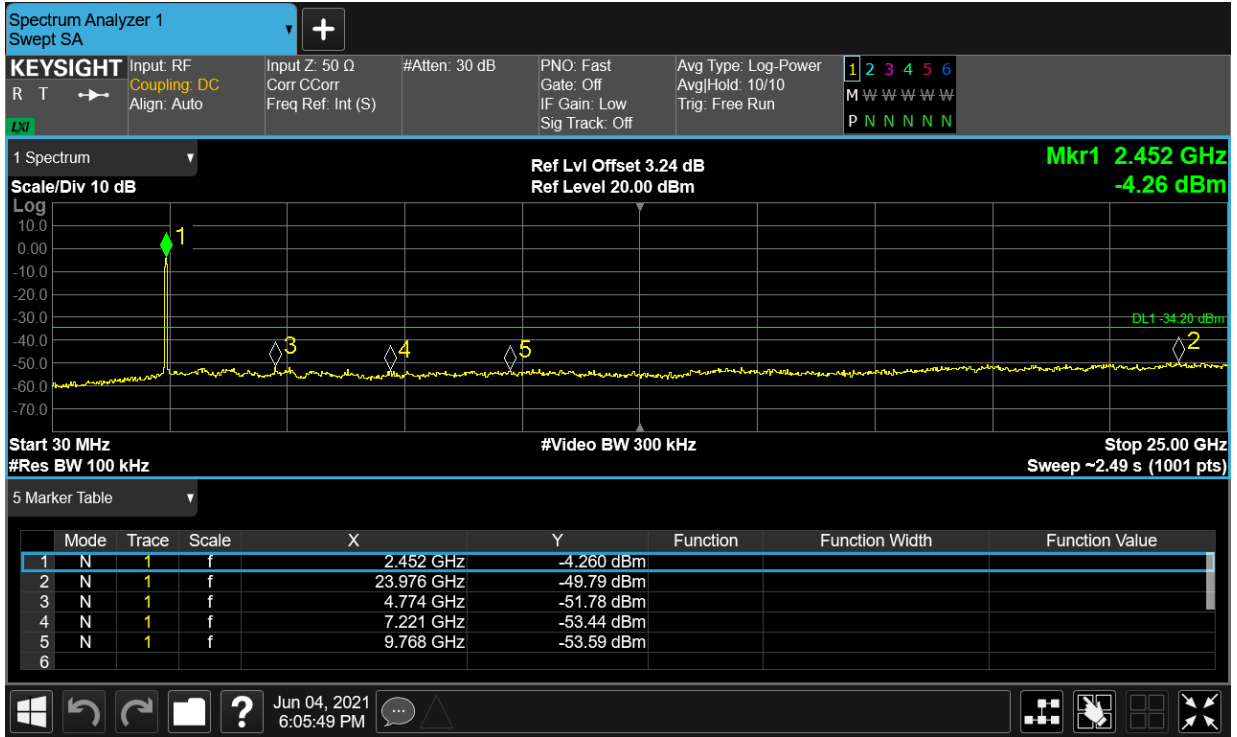 Spectrum Analyzer 1
Swept SA
▼
+
KEYSIGHT
R T
LXI
Input: RF
Coupling: DC
Align: Auto
Input Z: 50 Ω
Corr CCorr
Freq Ref: Int (S)
#Atten: 30 dB
PNO: Fast
Gate: Off
IF Gain: Low
Sig Track: Off
Avg Type: Log-Power
Avg|Hold: 10/10
Trig: Free Run
1 2 3 4 5 6
M W W W W W
P N N N N N
1 Spectrum ▼
Scale/Div 10 dB
Ref Lvl Offset 3.24 dB
Ref Level 20.00 dBm
Mkr1 2.452 GHz
-4.26 dBm
Log
10.0
0.00
-10.0
-20.0
-30.0
-40.0
-50.0
-60.0
-70.0
1
3
4
5
2
DL1 -34.20 dBm
Start 30 MHz
#Video BW 300 kHz
Stop 25.00 GHz
#Res BW 100 kHz
Sweep ~2.49 s (1001 pts)
5 Marker Table ▼
Mode Trace Scale X Y Function Function Width Function Value
1 N 1 f 2.452 GHz -4.260 dBm
2 N 1 f 23.976 GHz -49.79 dBm
3 N 1 f 4.774 GHz -51.78 dBm
4 N 1 f 7.221 GHz -53.44 dBm
5 N 1 f 9.768 GHz -53.59 dBm
6
?
Jun 04, 2021
6:05:49 PM